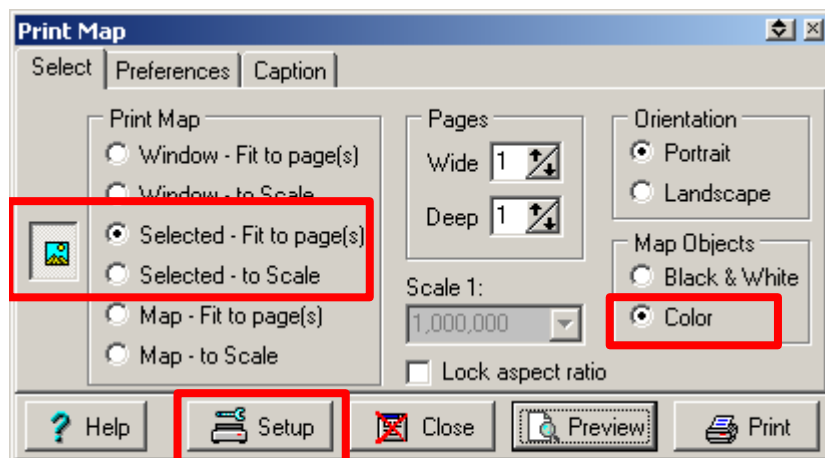 Print Map
Select Preferences Caption
Print Map
Window - Fit to page(s)
Window - to Scale
Selected - Fit to page(s)
Selected - to Scale
Map - Fit to page(s)
Map - to Scale
Pages
Wide 1
Deep 1
Scale 1:
1,000,000
Lock aspect ratio
Orientation
Portrait
Landscape
Map Objects
Black & White
Color
Help Setup Close Preview Print